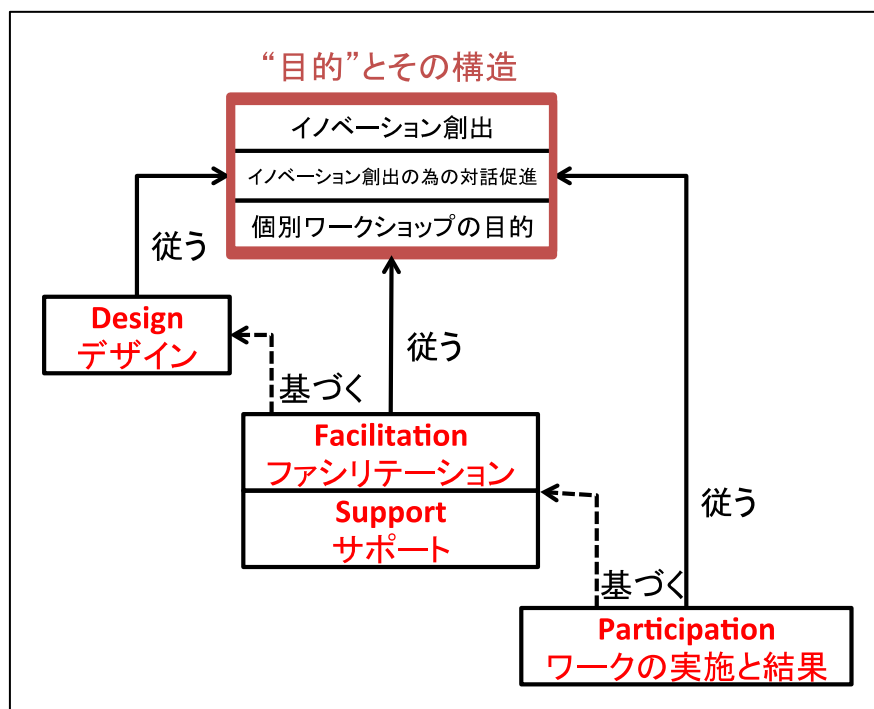 “目的”とその構造
イノベーション創出
イノベーション創出の為の対話促進
個別ワークショップの目的
従う
Design
デザイン
従う
基づく
Facilitation
ファシリテーション
Support
サポート
従う
基づく
Participation
ワークの実施と結果